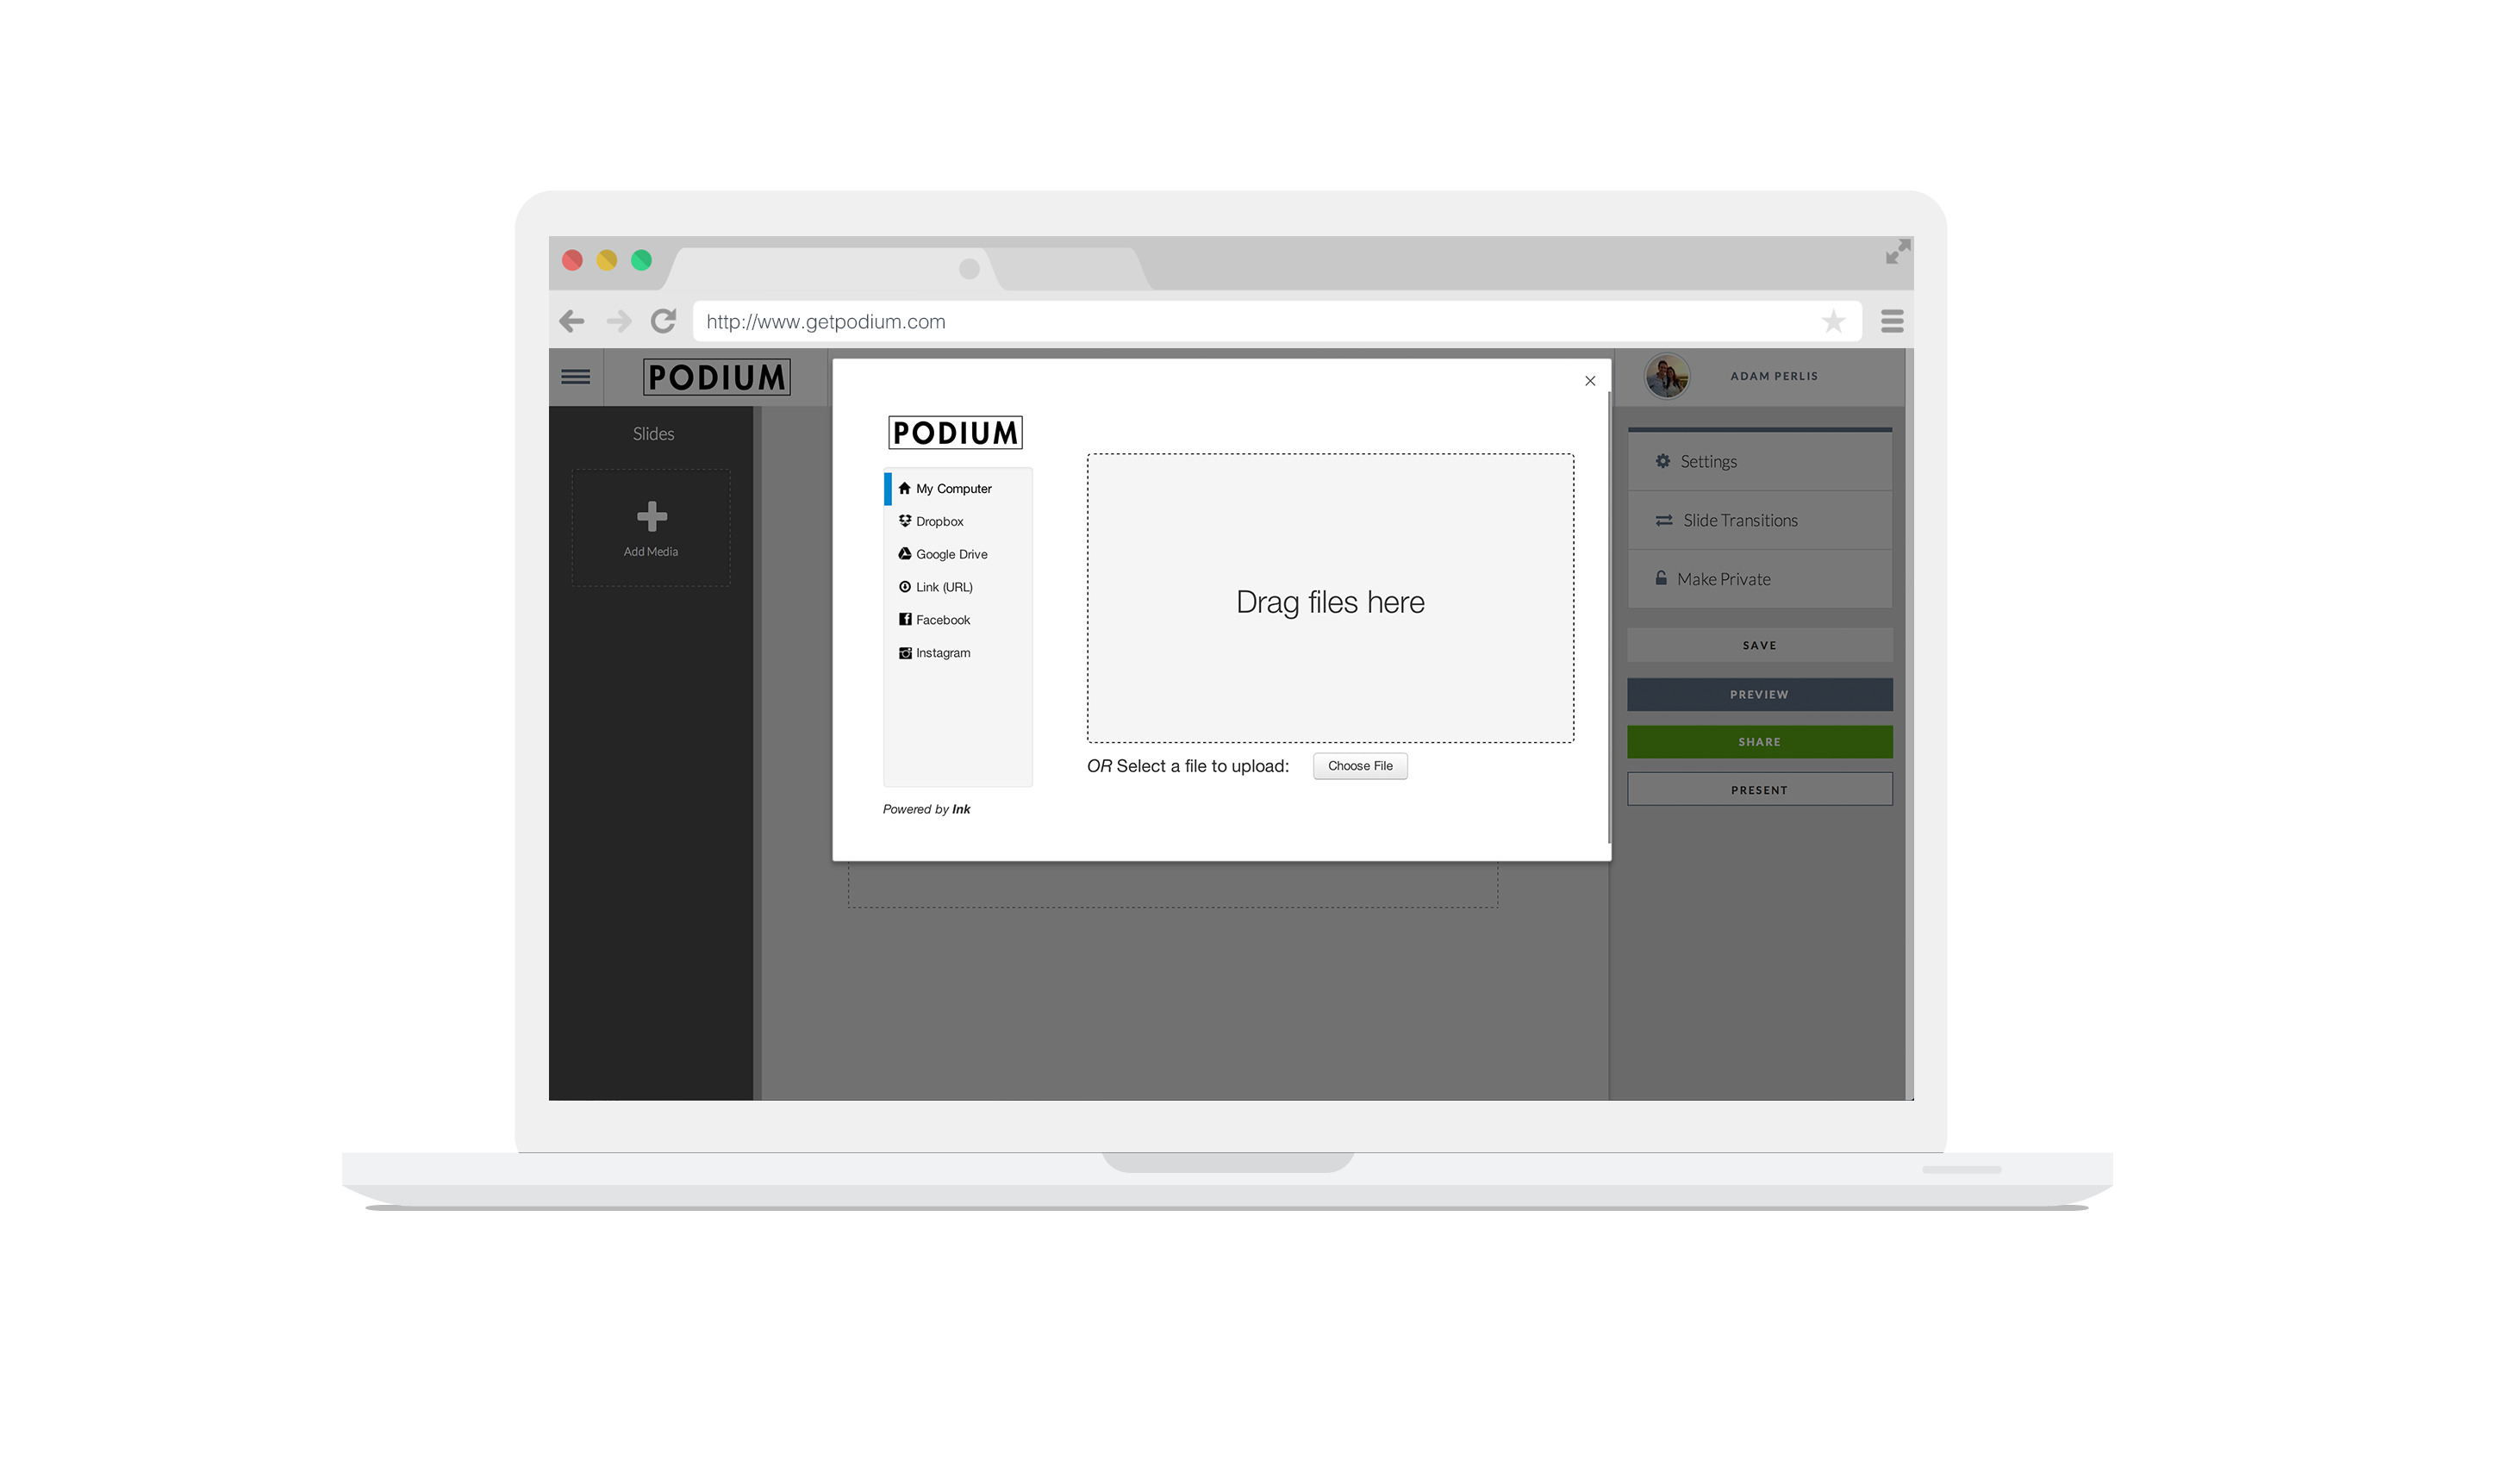 http://www.getpodium.com
PODIUM
ADAM PERLIS
Slides
Add Media
PODIUM
My Computer
Dropbox
Google Drive
Link (URL)
Facebook
Instagram
Powered by Ink
Drag files here
OR Select a file to upload:
Choose File
Settings
Slide Transitions
Make Private
SAVE
PREVIEW
SHARE
PRESENT